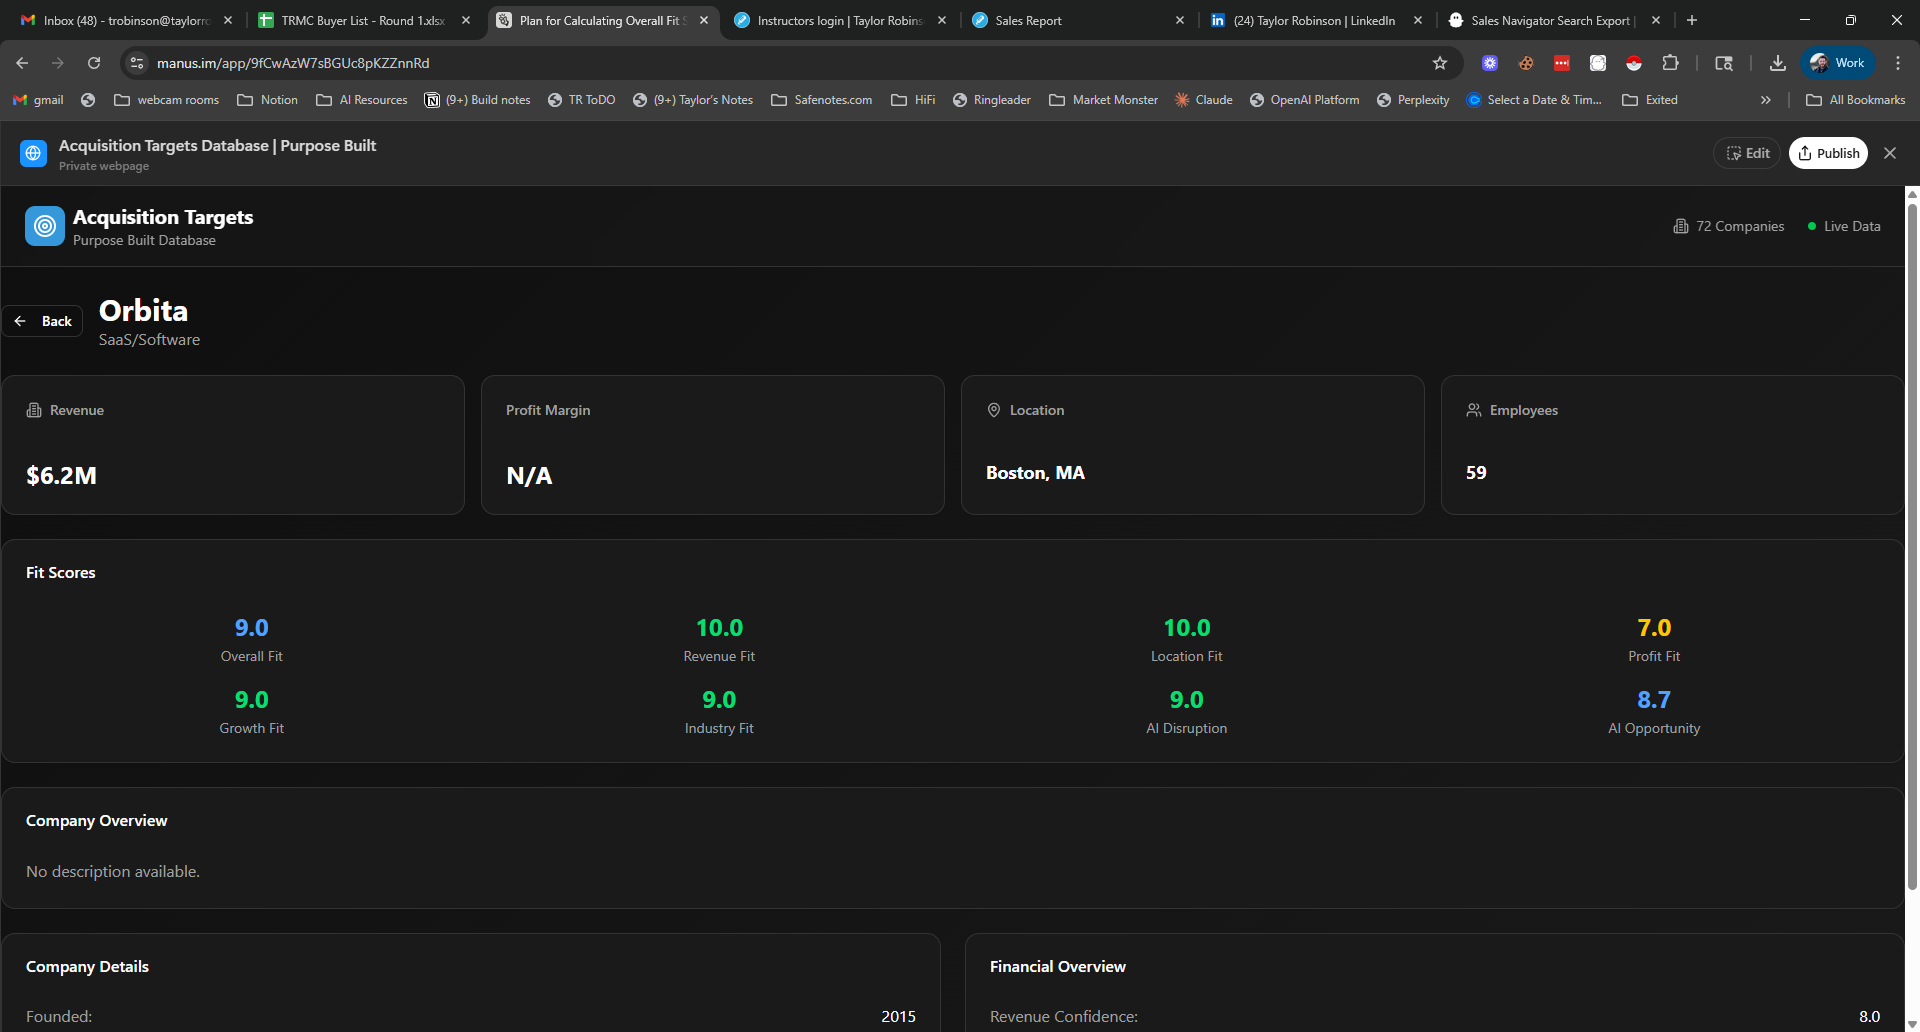 Inbox (48) - trobinson@taylorro
TRMC Buyer List - Round 1.xlsx
Plan for Calculating Overall Fit S
Instructors login | Taylor Robins
Sales Report
(24) Taylor Robinson | LinkedIn
Sales Navigator Search Export |
manus.im/app/9fCwAzW7sBGUc8pKZZnnRd
Work
gmail
webcam rooms
Notion
AI Resources
(9+) Build notes
TR ToDO
(9+) Taylor's Notes
Safenotes.com
HiFi
Ringleader
Market Monster
Claude
OpenAI Platform
Perplexity
Select a Date & Tim...
Exited
All Bookmarks
Acquisition Targets Database | Purpose Built
Private webpage
Edit
Publish
Acquisition Targets
Purpose Built Database
72 Companies
Live Data
Back
Orbita
SaaS/Software
Revenue
$6.2M
Profit Margin
N/A
Location
Boston, MA
Employees
59
Fit Scores
9.0
Overall Fit
10.0
Revenue Fit
10.0
Location Fit
7.0
Profit Fit
9.0
Growth Fit
9.0
Industry Fit
9.0
AI Disruption
8.7
AI Opportunity
Company Overview
No description available.
Company Details
Founded: 2015
Financial Overview
Revenue Confidence: 8.0